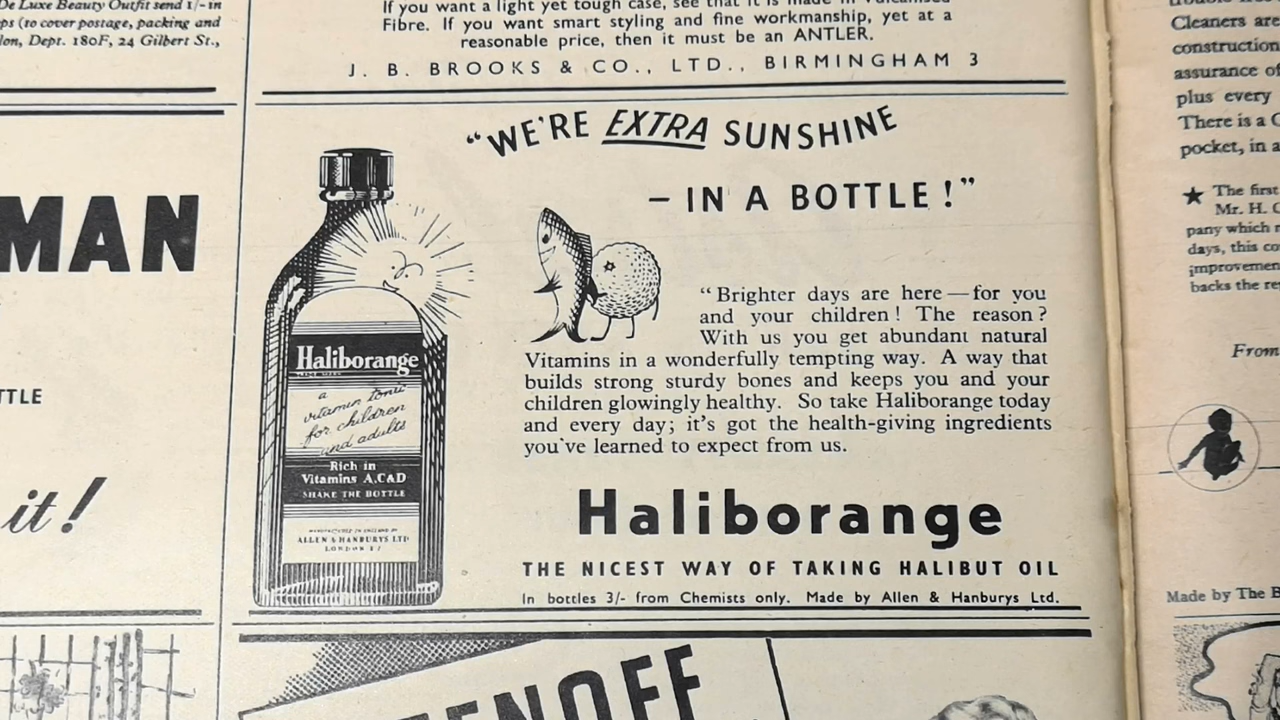 De Luxe Beauty Outfit send 1/- in
ps (to cover postage, packing and
lon, Dept. 180F, 24 Gilbert St.,
MAN
TTLE
it!
If you want a light yet tough case, see that it is made in Vulcanised
Fibre. If you want smart styling and fine workmanship, yet at a
reasonable price, then it must be an ANTLER.
J. B. BROOKS & CO., LTD., BIRMINGHAM 3
“WE'RE EXTRA SUNSHINE
– IN A BOTTLE !”
Haliborange
a
vitamin tonic
for children
and adults
Rich in
Vitamins A,C&D
SHAKE THE BOTTLE
MANUFACTURED IN ENGLAND BY
ALLEN & HANBURYS LTD
LONDON E2
“Brighter days are here—for you
and your children! The reason?
With us you get abundant natural
Vitamins in a wonderfully tempting way. A way that
builds strong sturdy bones and keeps you and your
children glowingly healthy. So take Haliborange today
and every day; it's got the health-giving ingredients
you've learned to expect from us.
Haliborange
THE NICEST WAY OF TAKING HALIBUT OIL
In bottles 3/- from Chemists only. Made by Allen & Hanburys Ltd.
ENOFF
Cleaners are
construction
assurance of
plus every
There is a C
pocket, in a
★ The first
Mr. H. C
pany which
days, this co
improvemen
backs the re
From
Made by The B